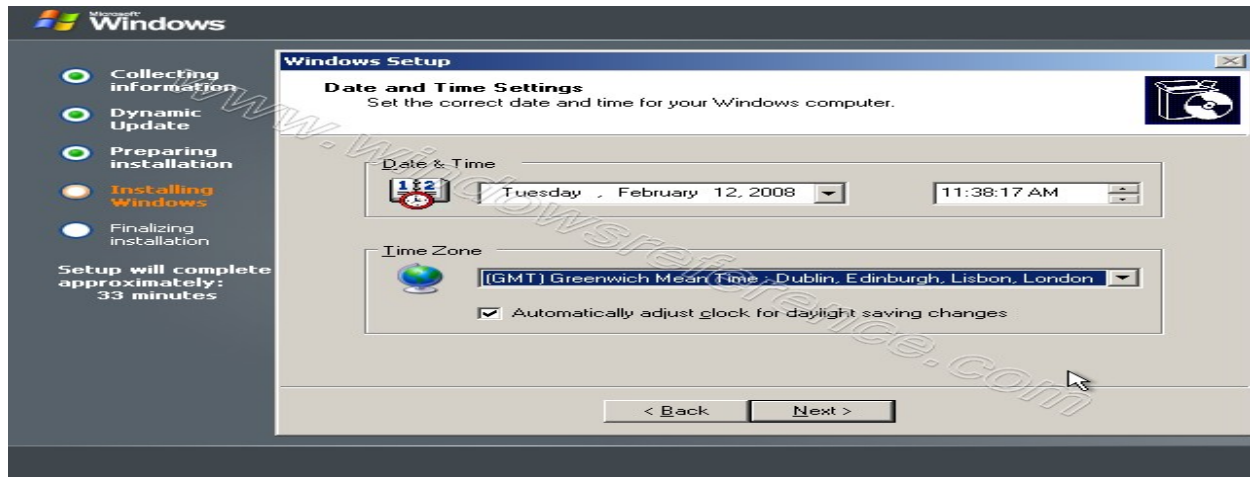 Microsoft
Windows
Collecting
information
Dynamic
Update
Preparing
installation
Installing
Windows
Finalizing
installation
Setup will complete
approximately:
33 minutes
Windows Setup
Date and Time Settings
Set the correct date and time for your Windows computer.
Date & Time
1 2
Tuesday , February 12, 2008
11:38:17 AM
Time Zone
(GMT) Greenwich Mean Time : Dublin, Edinburgh, Lisbon, London
Automatically adjust clock for daylight saving changes
< Back
Next >
www.windowsreference.com